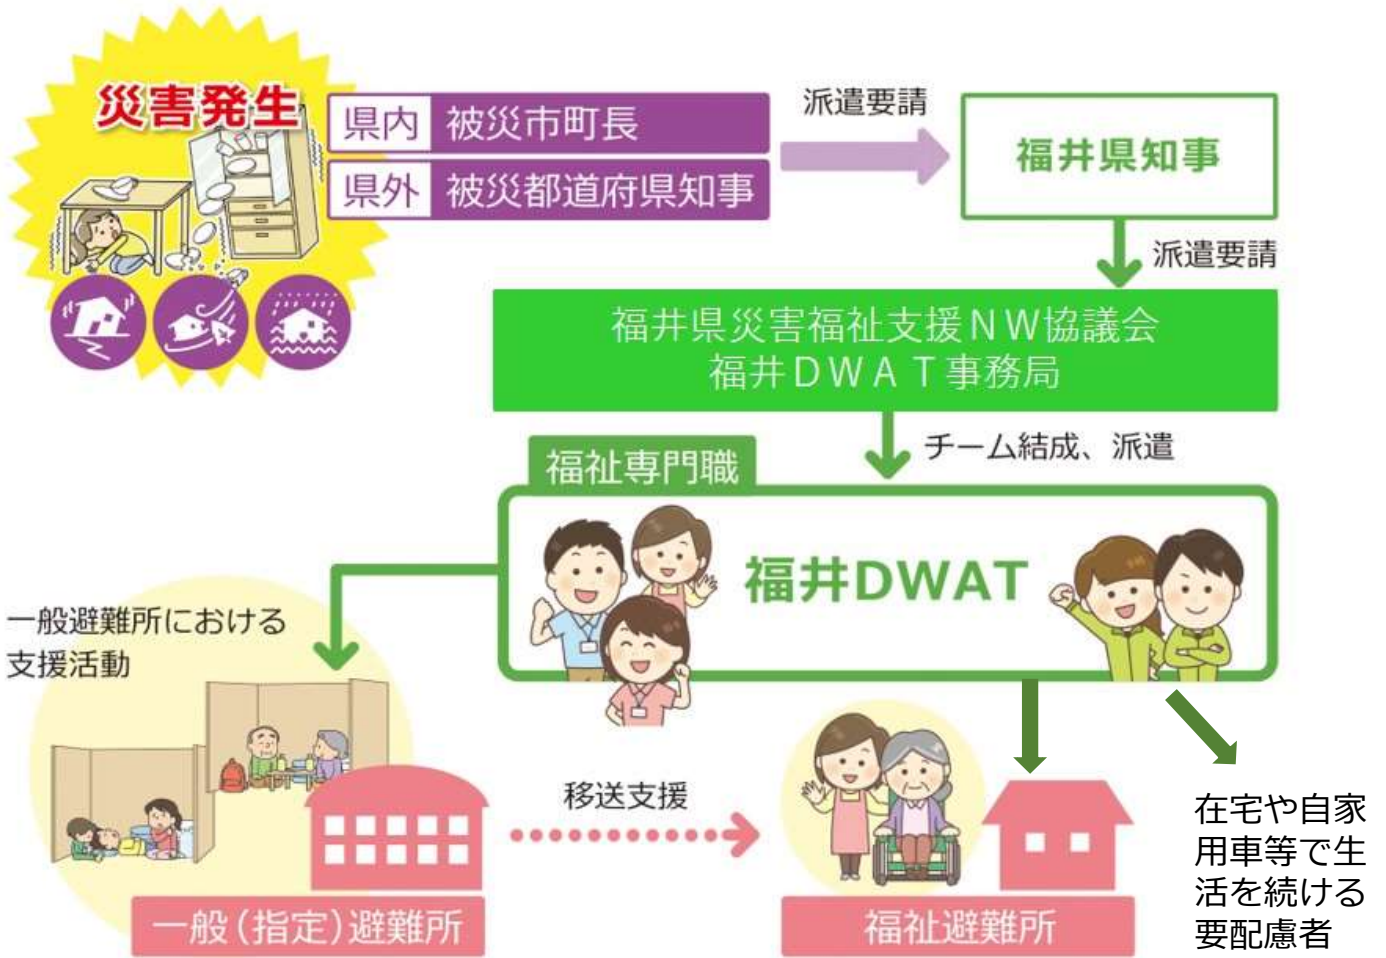 災害発生
県内 被災市町長
県外 被災都道府県知事
派遣要請
福井県知事
派遣要請
福井県災害福祉支援NW協議会
福井DWAT事務局
チーム結成、派遣
福祉専門職
福井DWAT
一般避難所における
支援活動
移送支援
在宅や自家
用車等で生
活を続ける
要配慮者
一般(指定)避難所
福祉避難所